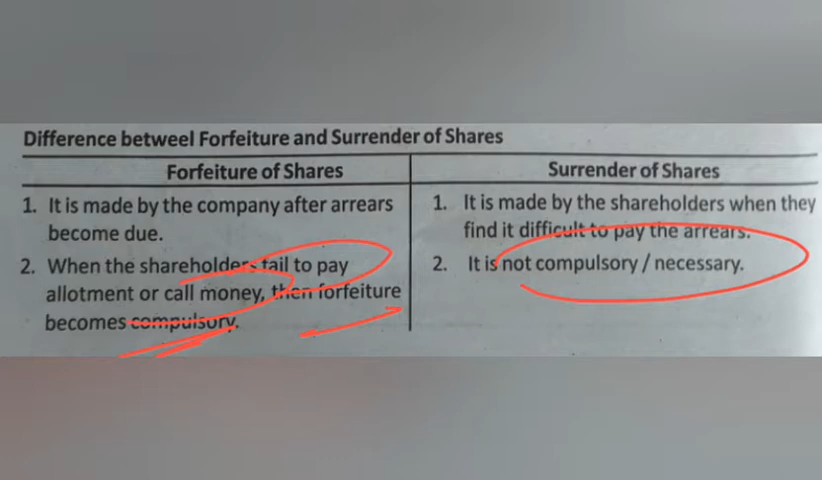 Difference betweel Forfeiture and Surrender of Shares
Forfeiture of Shares
Surrender of Shares
1. It is made by the company after arrears
become due.
2. When the shareholders fail to pay
allotment or call money, then forfeiture
becomes compulsory.
1. It is made by the shareholders when they
find it difficult to pay the arrears.
2. It is not compulsory / necessary.